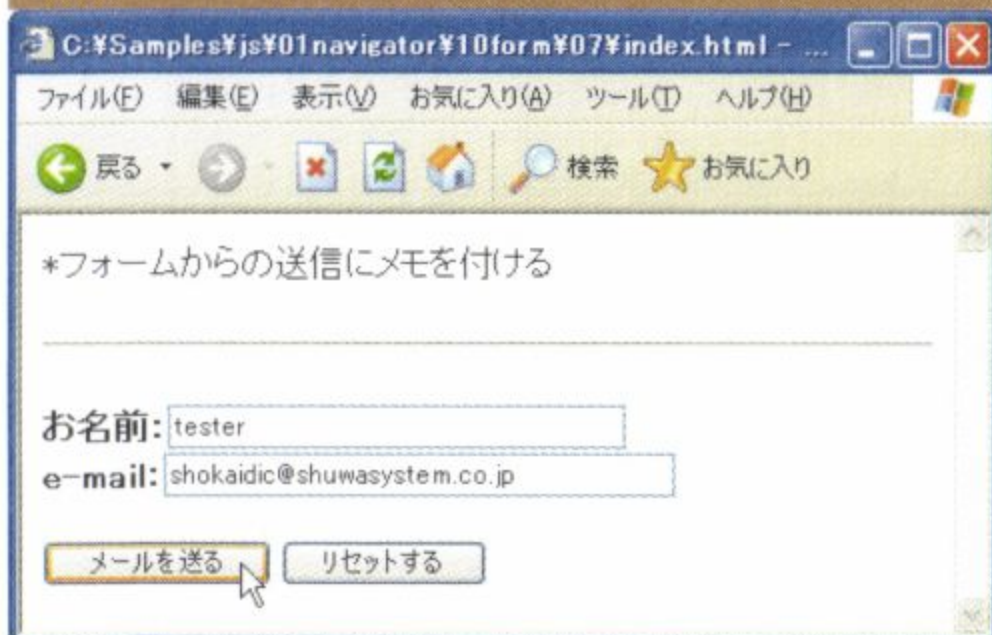 C:¥Samples¥js¥01navigator¥10form¥07¥index.html - ...
ファイル(F) 編集(E) 表示(V) お気に入り(A) ツール(T) ヘルプ(H)
戻る 検索 お気に入り
*フォームからの送信にメモを付ける
お名前: tester
e-mail: shokaidic@shuwasystem.co.jp
メールを送る リセットする